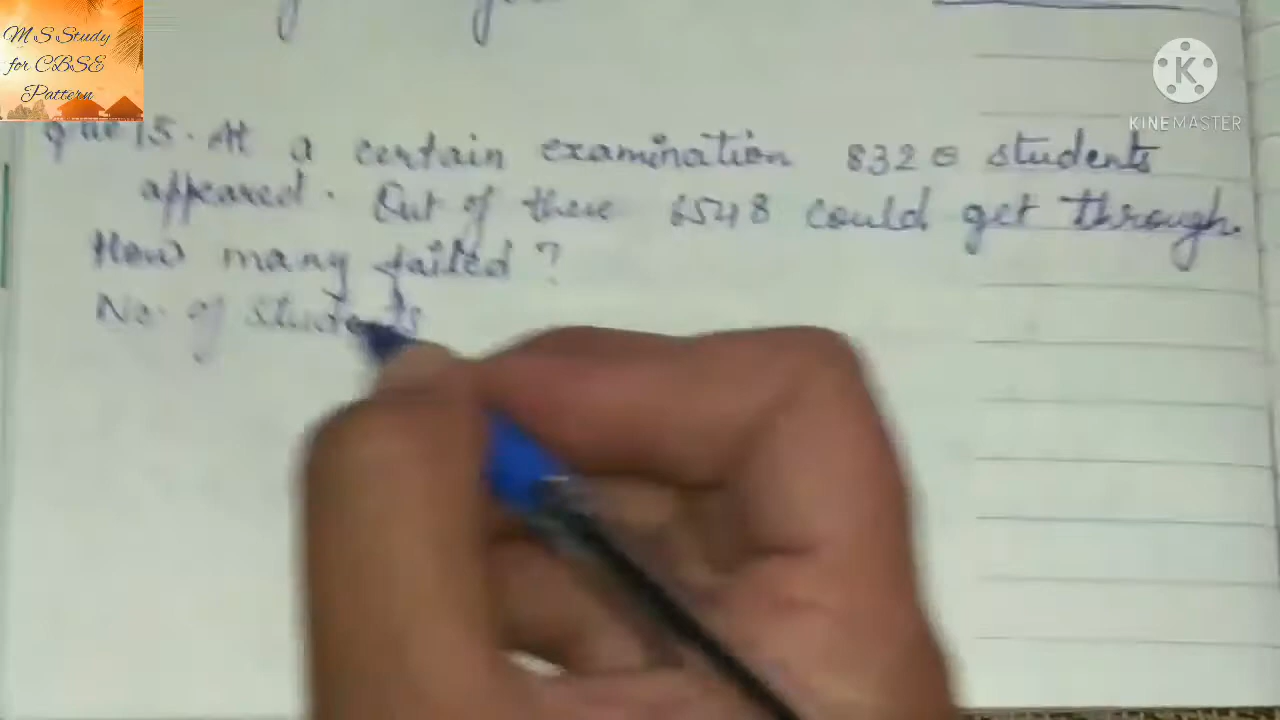 M S Study
for CBSE
Pattern
KINEMASTER
Que 15. At a certain examination 8320 students
appeared. Out of these 6548 could get through.
How many failed?
No. of students